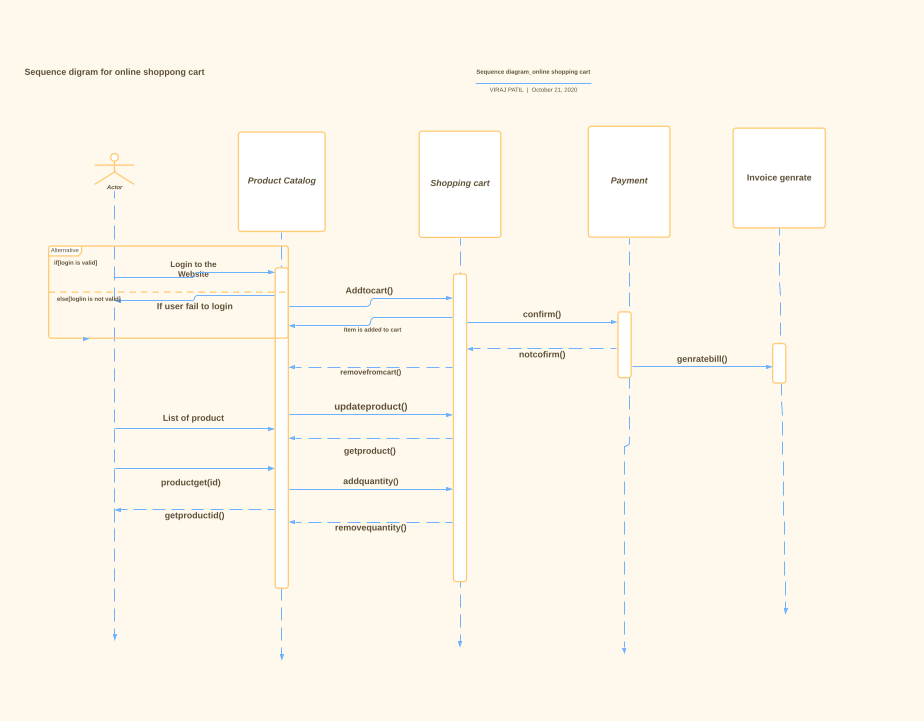 Sequence digram for online shoppong cart
Sequence diagram_online shopping cart
VIRAJ PATIL | October 21, 2020
Actor
Product Catalog
Shopping cart
Payment
Invoice genrate
Alternative
if[login is valid]
Login to the
Website
else[loglin is not valid]
If user fail to login
Addtocart()
Item is added to cart
confirm()
notcofirm()
genratebill()
removefromcart()
updateproduct()
List of product
getproduct()
productget(id)
addquantity()
getproductid()
removequantity()